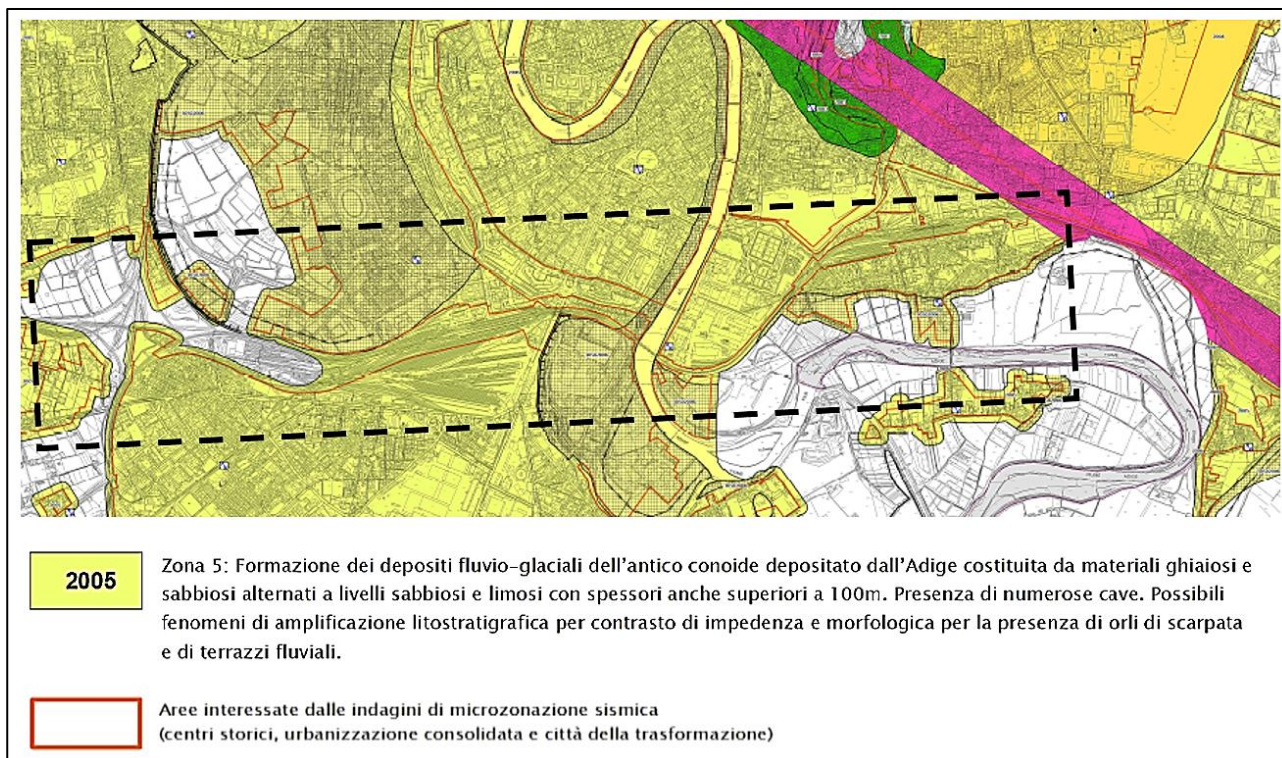 2005
Zona 5: Formazione dei depositi fluvio-glaciali dell'antico conoide depositato dall'Adige costituita da materiali ghiaiosi e
sabbiosi alternati a livelli sabbiosi e limosi con spessori anche superiori a 100m. Presenza di numerose cave. Possibili
fenomeni di amplificazione litostratigrafica per contrasto di impedenza e morfologica per la presenza di orli di scarpata
e di terrazzi fluviali.
Aree interessate dalle indagini di microzonazione sismica
(centri storici, urbanizzazione consolidata e città della trasformazione)